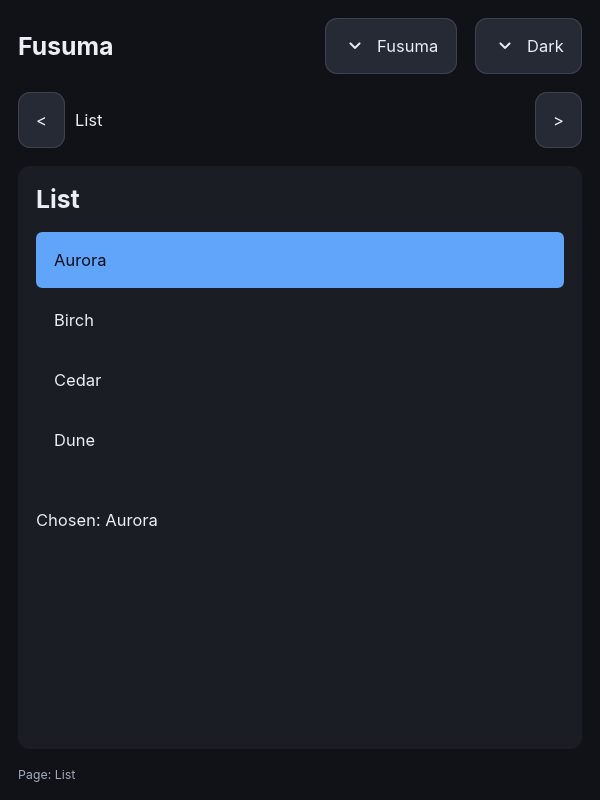 Fusuma
Fusuma
Dark
<
List
>
List
Aurora
Birch
Cedar
Dune
Chosen: Aurora
Page: List